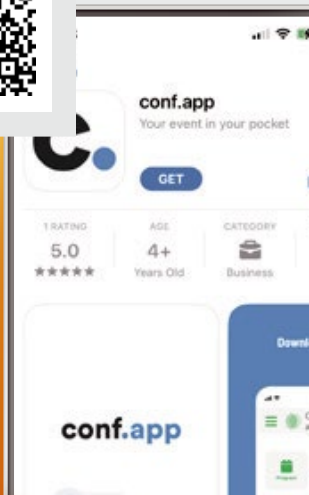 conf.app
Your event in your pocket
GET
1 RATING
AGE
CATEGORY
5.0
4+
Years Old
Business
conf.app
Program